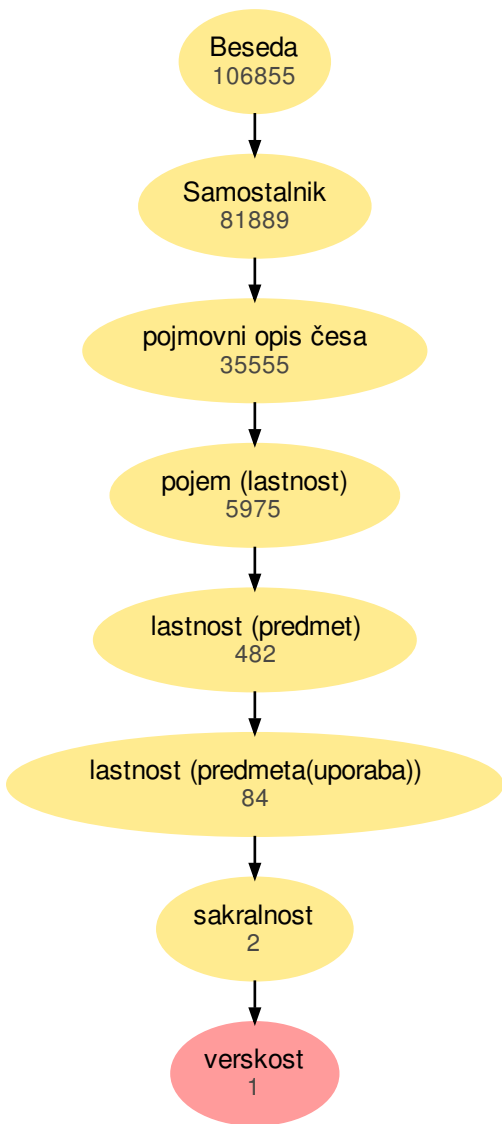 Beseda
106855
Samostalnik
81889
pojmovni opis česa
35555
pojem (lastnost)
5975
lastnost (predmet)
482
lastnost (predmeta(uporaba))
84
sakralnost
2
verskost
1